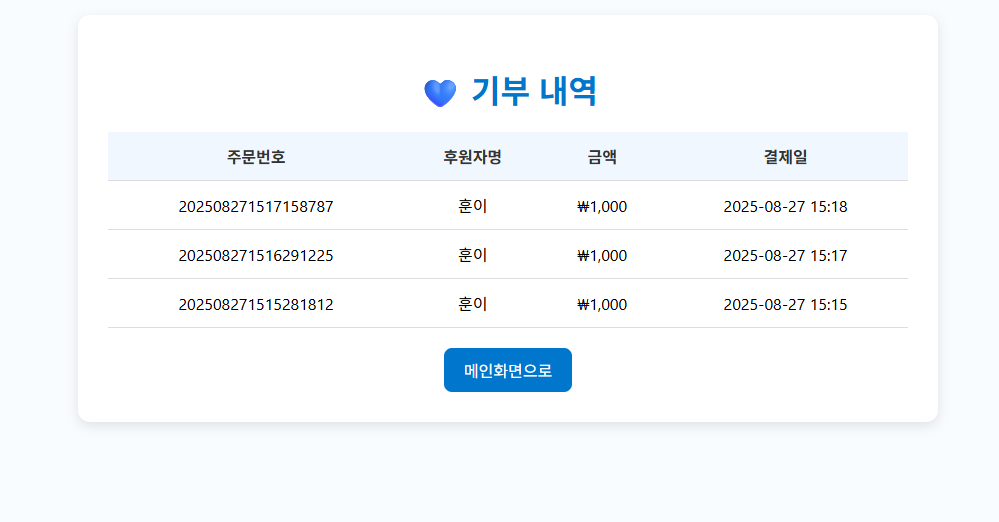 💙 기부 내역
주문번호 후원자명 금액 결제일
202508271517158787 훈이 ₩1,000 2025-08-27 15:18
202508271516291225 훈이 ₩1,000 2025-08-27 15:17
202508271515281812 훈이 ₩1,000 2025-08-27 15:15
메인화면으로